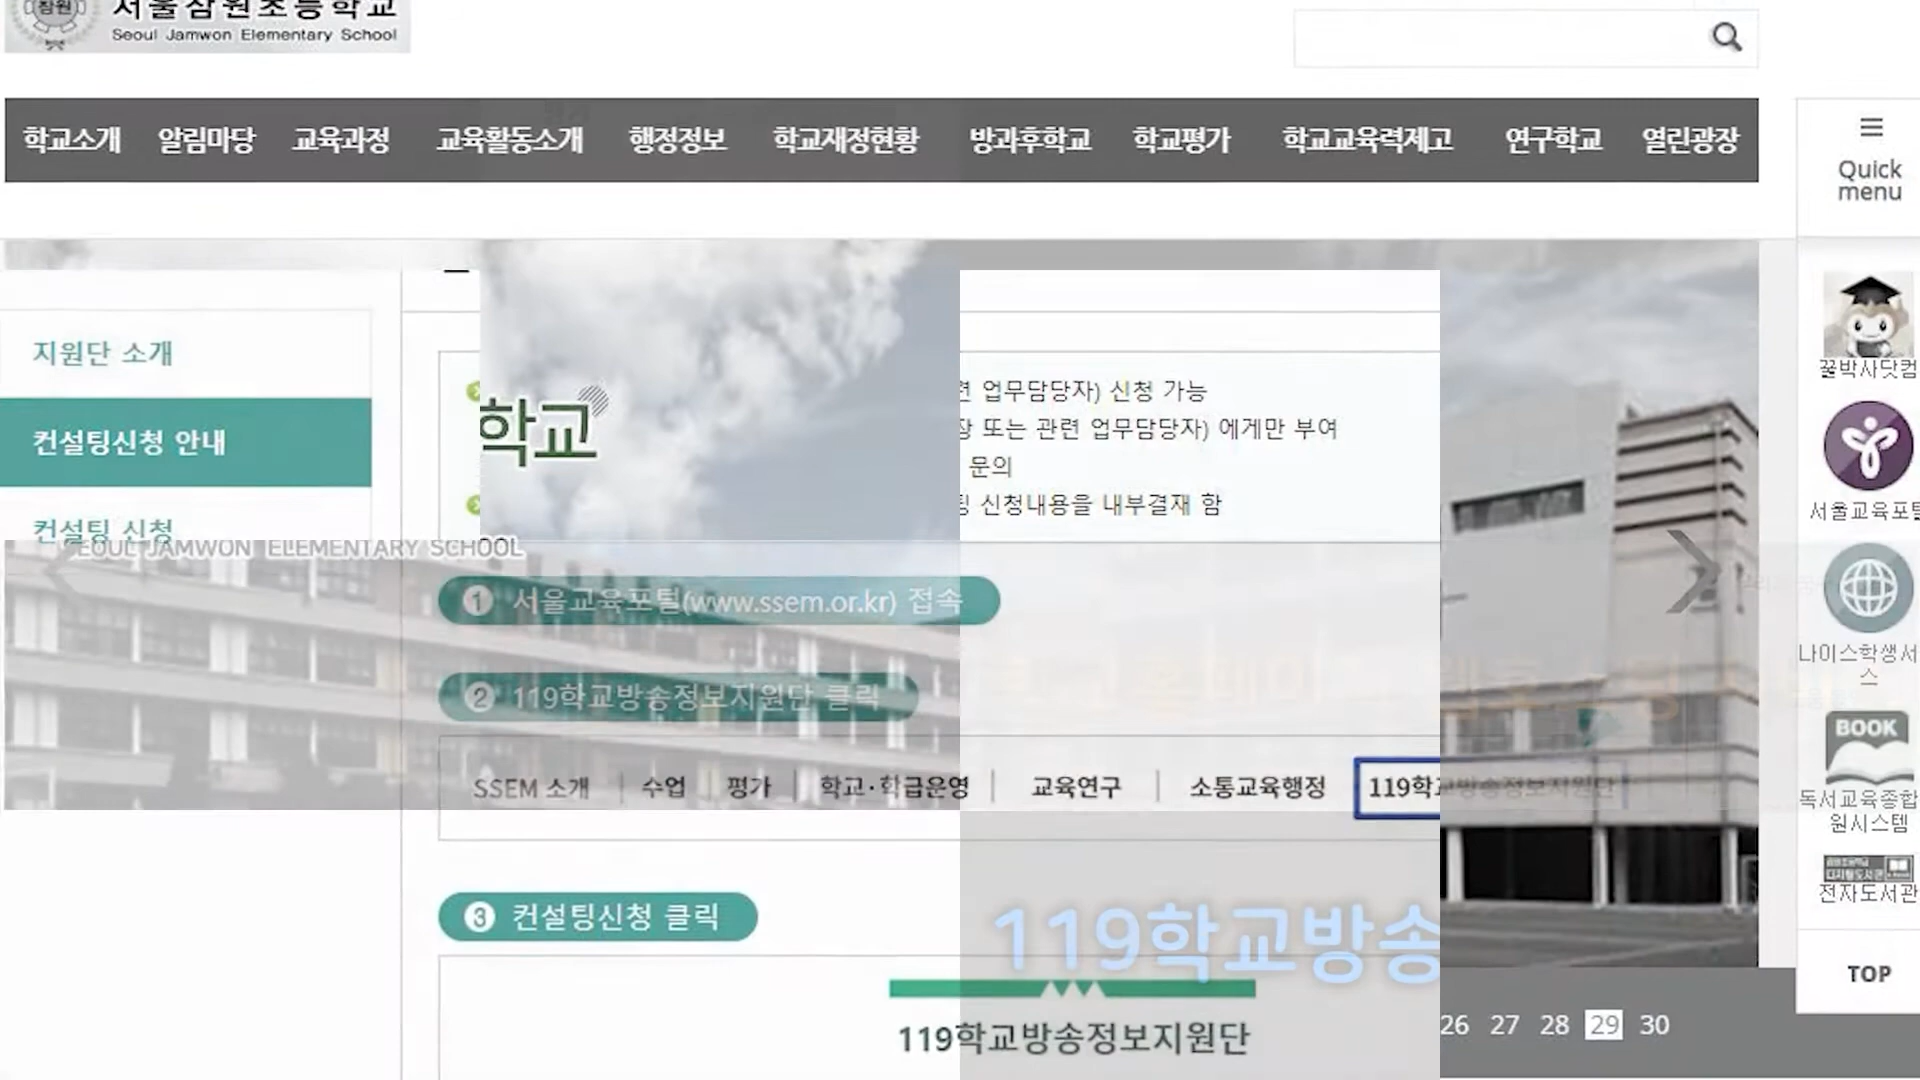 서울잠원초등학교
Seoul Jamwon Elementary School
학교소개 알림마당 교육과정 교육활동소개 행정정보 학교재정현황 방과후학교 학교평가 학교교육력제고 연구학교 열린광장
Quick
menu
지원단 소개
컨설팅신청 안내
컨설팅 신청
학교
업무담당자) 신청 가능
또는 관련 업무담당자) 에게만 부여
문의
신청내용을 내부결재 함
SEOUL JAMWON ELEMENTARY SCHOOL
1 서울교육포털(www.ssem.or.kr) 접속
2 119학교방송정보지원단 클릭
SSEM 소개 수업 평가 학교·학급운영 교육연구 소통교육행정 119학교방송정보지원단
3 컨설팅신청 클릭
119학교방송
119학교방송정보지원단
26 27 28 29 30
꿀박사닷컴
서울교육포털
나이스학생서
스
BOOK
독서교육종합
원시스템
전자도서관
TOP